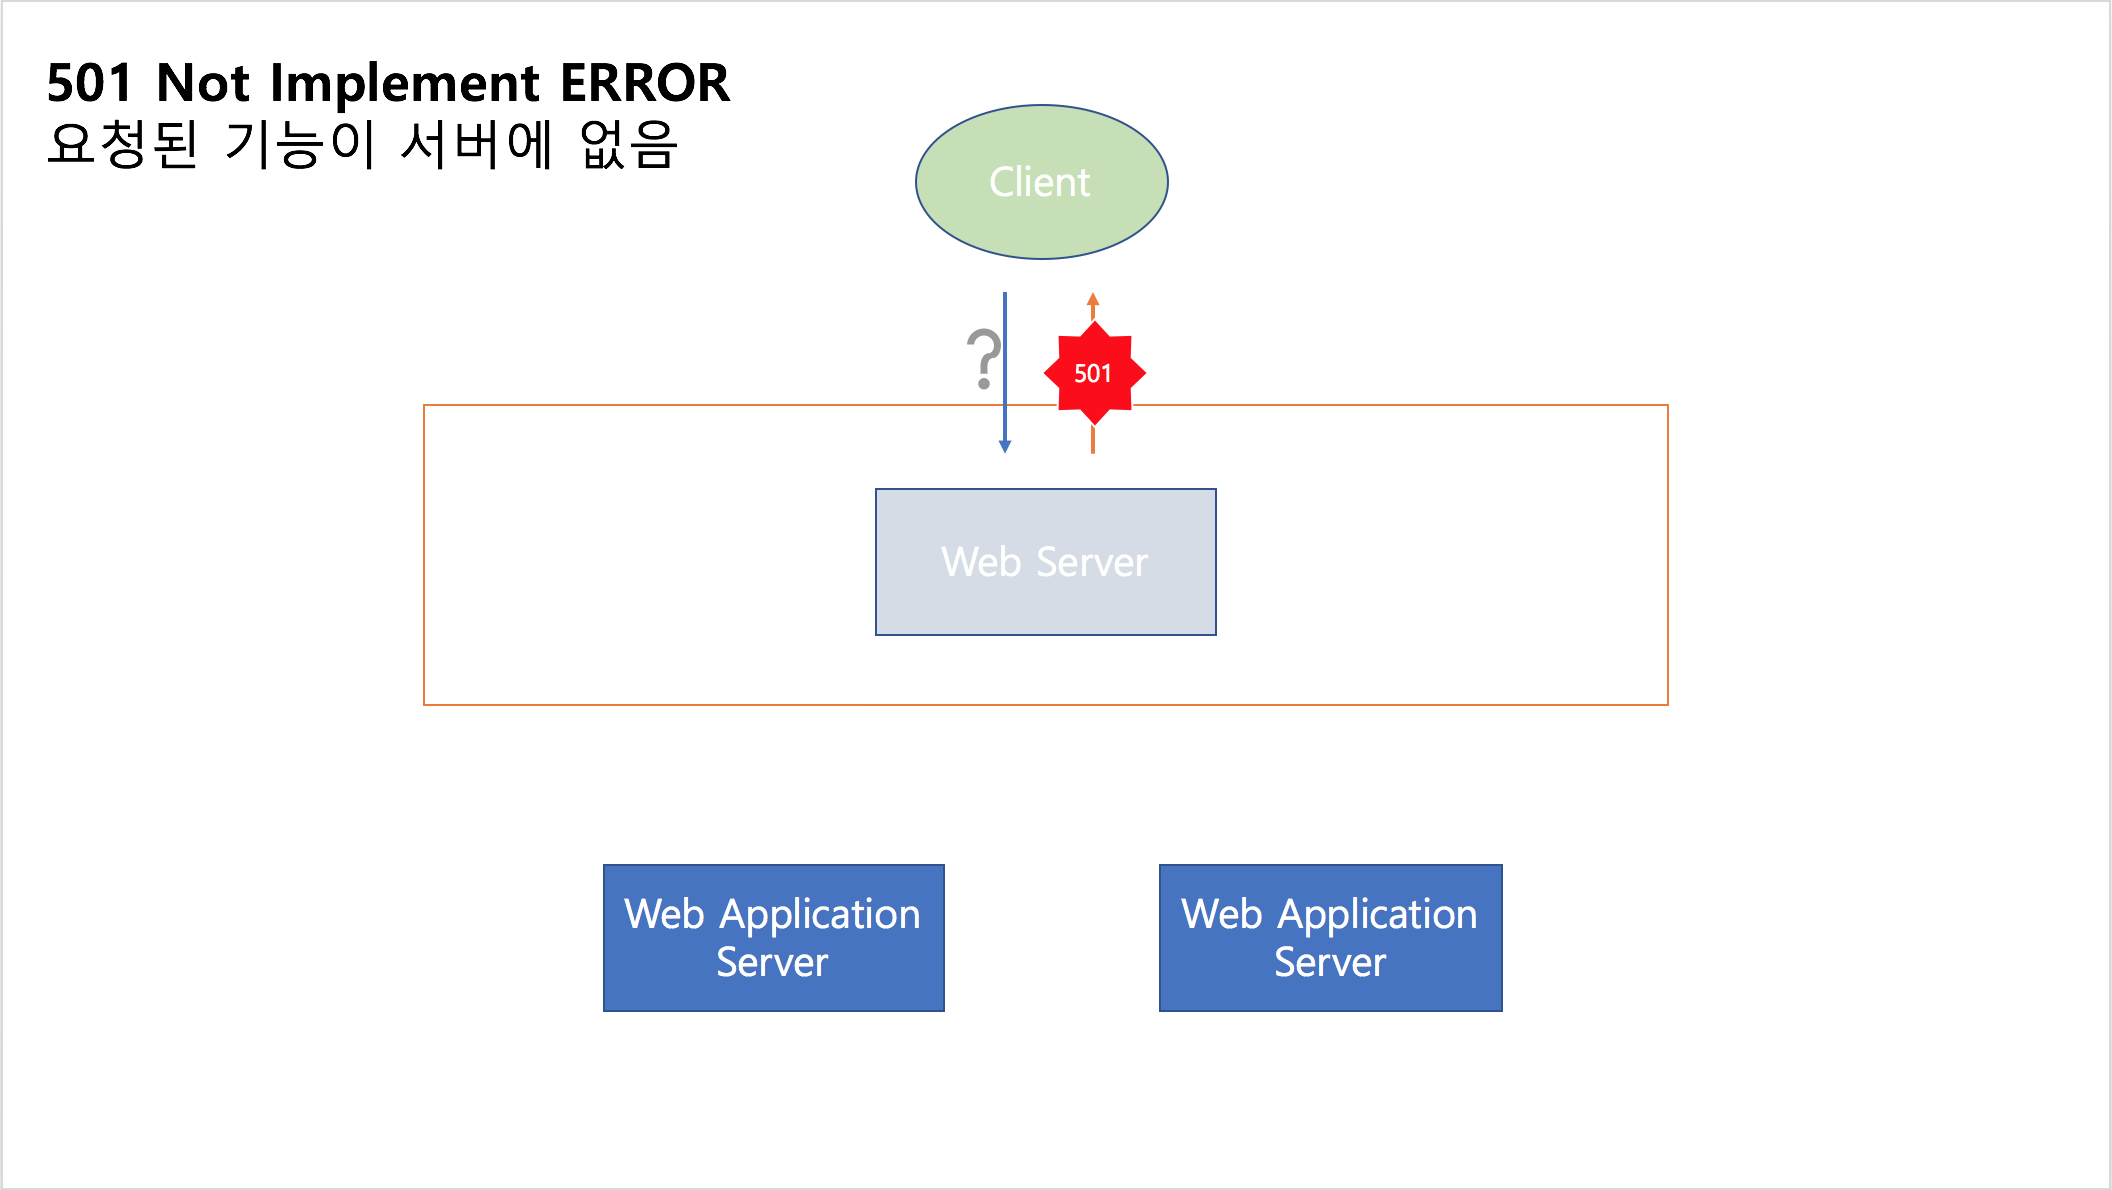 501 Not Implement ERROR
요청된 기능이 서버에 없음
Client
?
501
Web Server
Web Application
Server
Web Application
Server